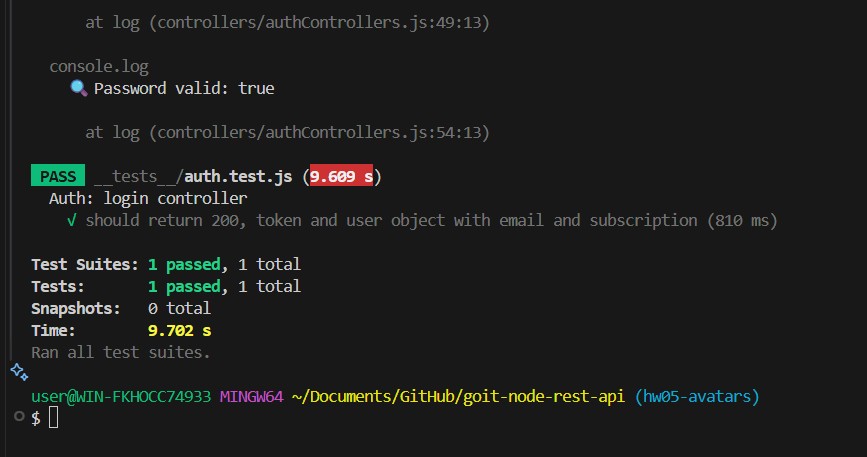 at log (controllers/authControllers.js:49:13)
console.log
🔍 Password valid: true
at log (controllers/authControllers.js:54:13)
PASS __tests__/auth.test.js (9.609 s)
Auth: login controller
√ should return 200, token and user object with email and subscription (810 ms)
Test Suites: 1 passed, 1 total
Tests: 1 passed, 1 total
Snapshots: 0 total
Time: 9.702 s
Ran all test suites.
user@WIN-FKHOCC74933 MINGW64 ~/Documents/GitHub/goit-node-rest-api (hw05-avatars)
$